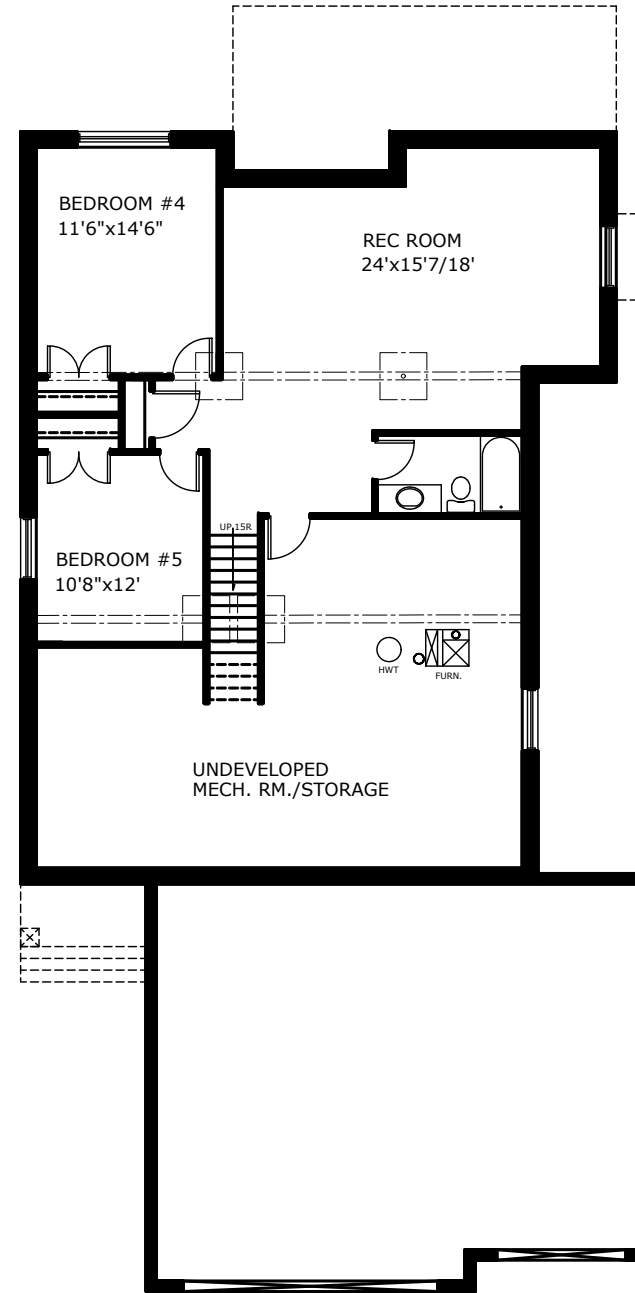 BEDROOM #4
11'6"x14'6"
REC ROOM
24'x15'7/18'
UP 15R
BEDROOM #5
10'8"x12'
HWT
FURN.
UNDEVELOPED
MECH. RM./STORAGE